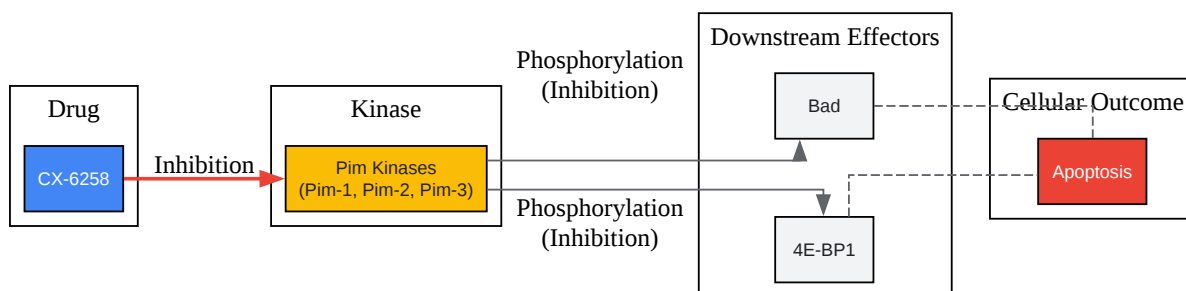 Drug
CX-6258
Inhibition
Kinase
Pim Kinases
(Pim-1, Pim-2, Pim-3)
Phosphorylation
(Inhibition)
Phosphorylation
(Inhibition)
Downstream Effectors
Bad
4E-BP1
Cellular Outcome
Apoptosis